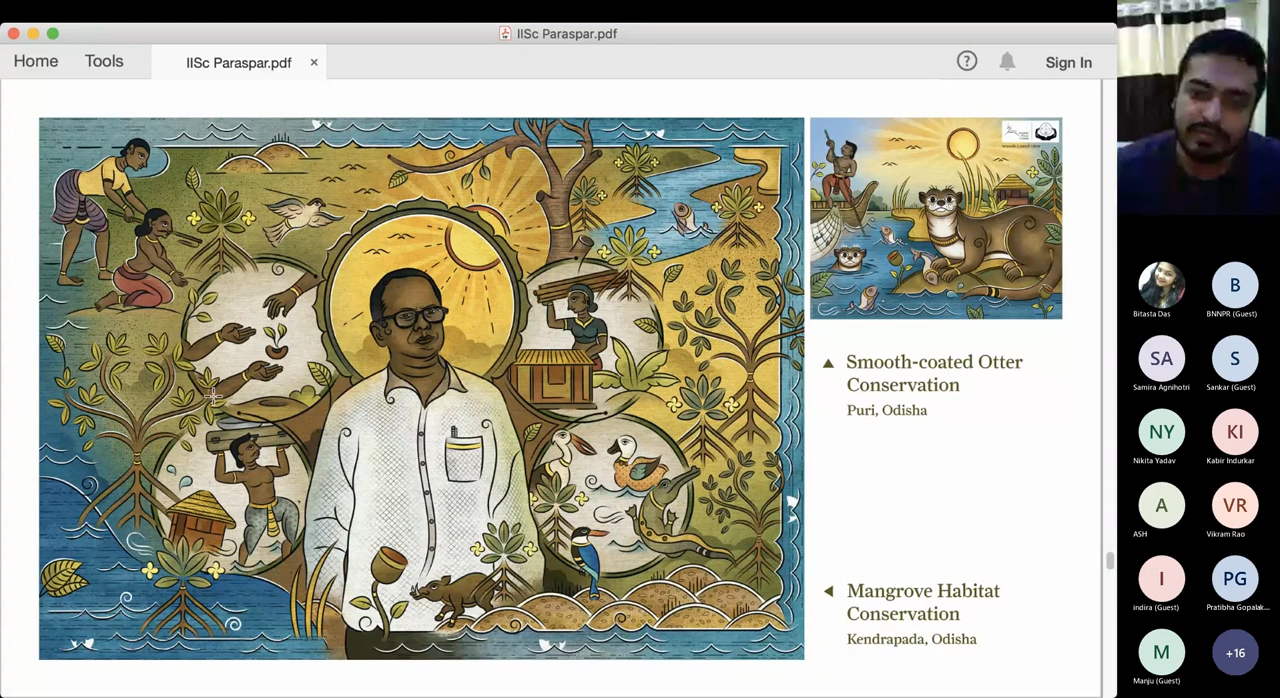 IISc Paraspar.pdf
Home
Tools
IISc Paraspar.pdf
Sign In
Smooth-coated Otter
Conservation
Puri, Odisha
Mangrove Habitat
Conservation
Kendrapada, Odisha
Bitasta Das
B
BNNPR (Guest)
SA
Samira Agnihotri
S
Sankar (Guest)
NY
Nikita Yadav
KI
Kabir Indurkar
A
ASH
VR
Vikram Rao
I
indira (Guest)
PG
Pratibha Gopalak...
M
Manju (Guest)
+16